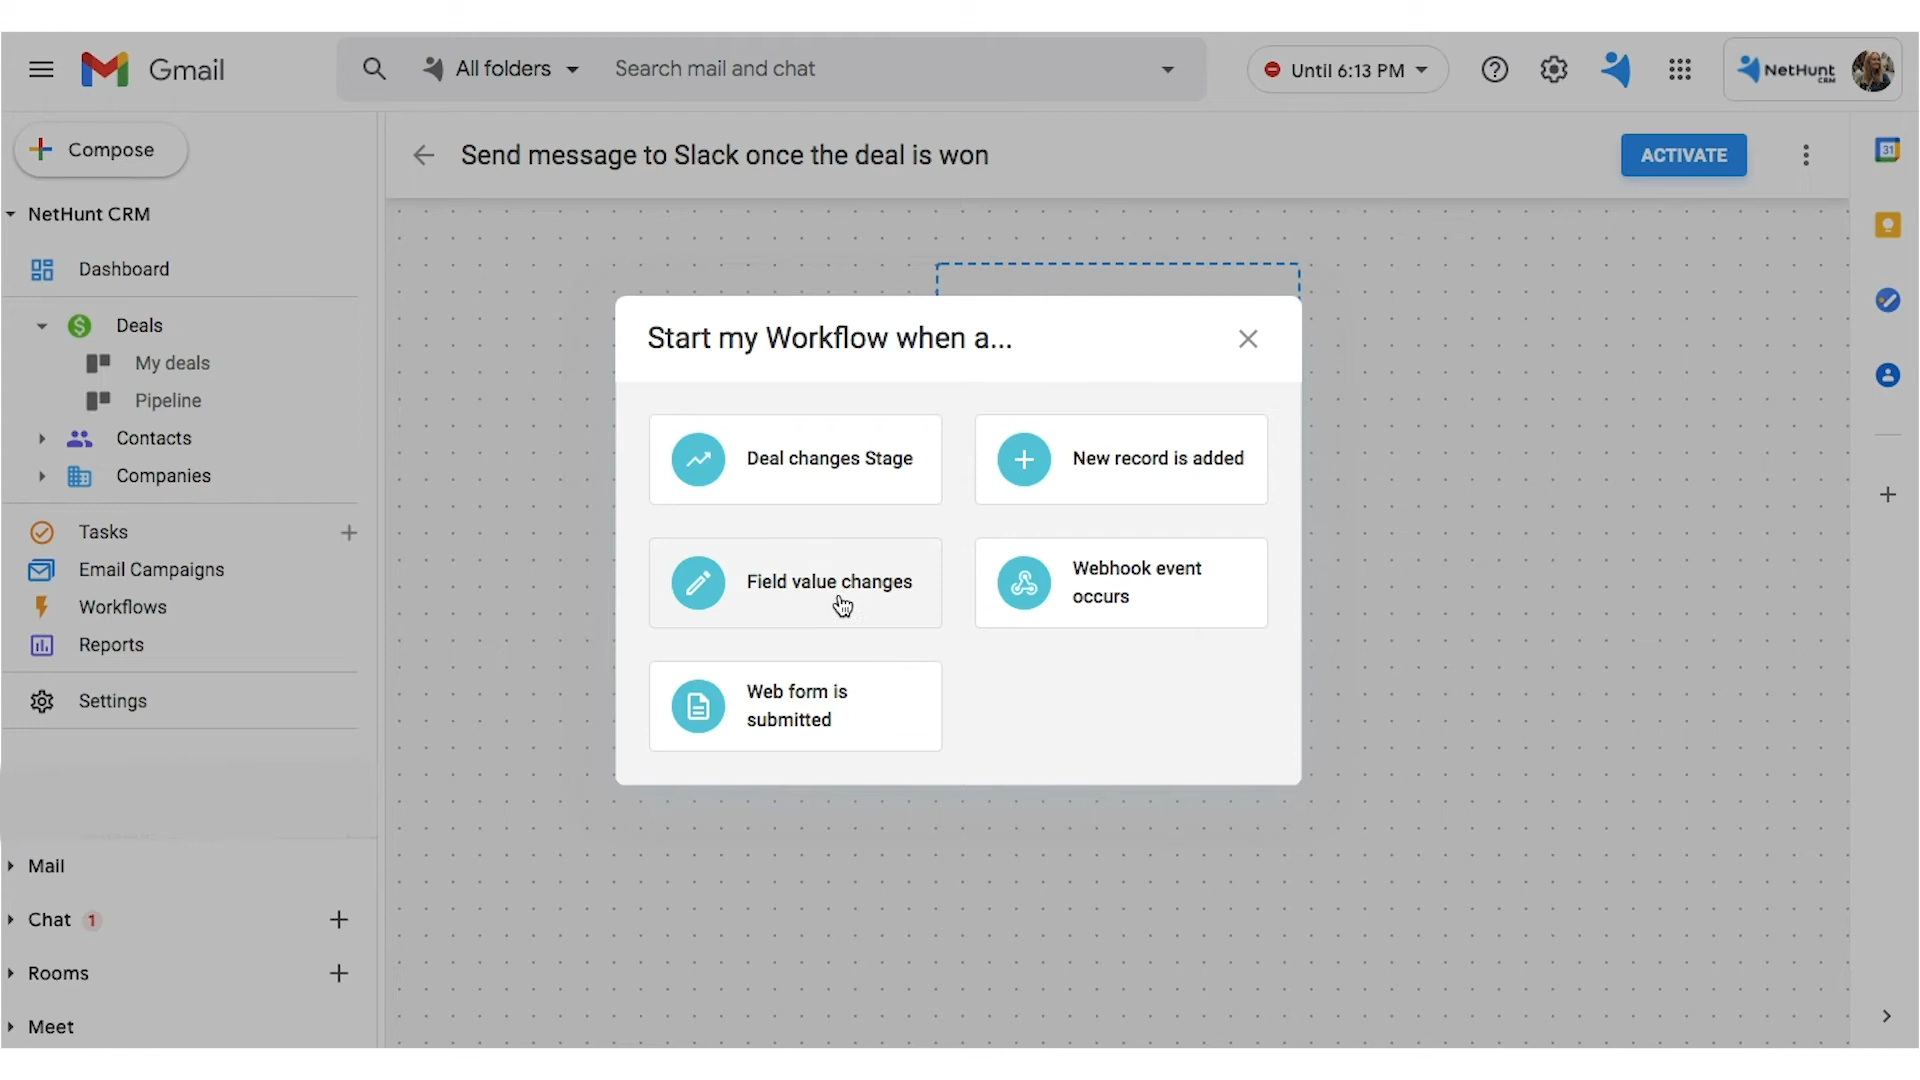 Gmail
All folders
Search mail and chat
Until 6:13 PM
NetHunt
CRM
Compose
Send message to Slack once the deal is won
ACTIVATE
31
NetHunt CRM
Dashboard
Deals
My deals
Pipeline
Contacts
Companies
Tasks
Email Campaigns
Workflows
Reports
Settings
Mail
Chat 1
Rooms
Meet
Start my Workflow when a...
Deal changes Stage
New record is added
Field value changes
Webhook event
occurs
Web form is
submitted